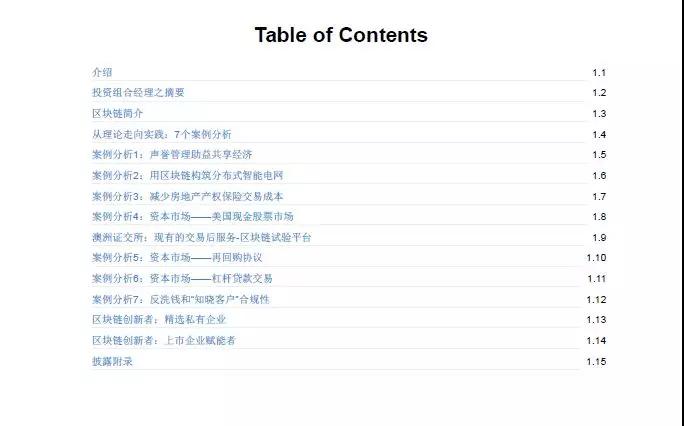 Table of Contents
介绍 1.1
投资组合经理之摘要 1.2
区块链简介 1.3
从理论走向实践：7个案例分析 1.4
案例分析1：声誉管理助益共享经济 1.5
案例分析2：用区块链构筑分布式智能电网 1.6
案例分析3：减少房地产产权保险交易成本 1.7
案例分析4：资本市场——美国现金股票市场 1.8
澳洲证交所：现有的交易后服务-区块链试验平台 1.9
案例分析5：资本市场——再回购协议 1.10
案例分析6：资本市场——杠杆贷款交易 1.11
案例分析7：反洗钱和“知晓客户”合规性 1.12
区块链创新者：精选私有企业 1.13
区块链创新者：上市企业赋能者 1.14
披露附录 1.15